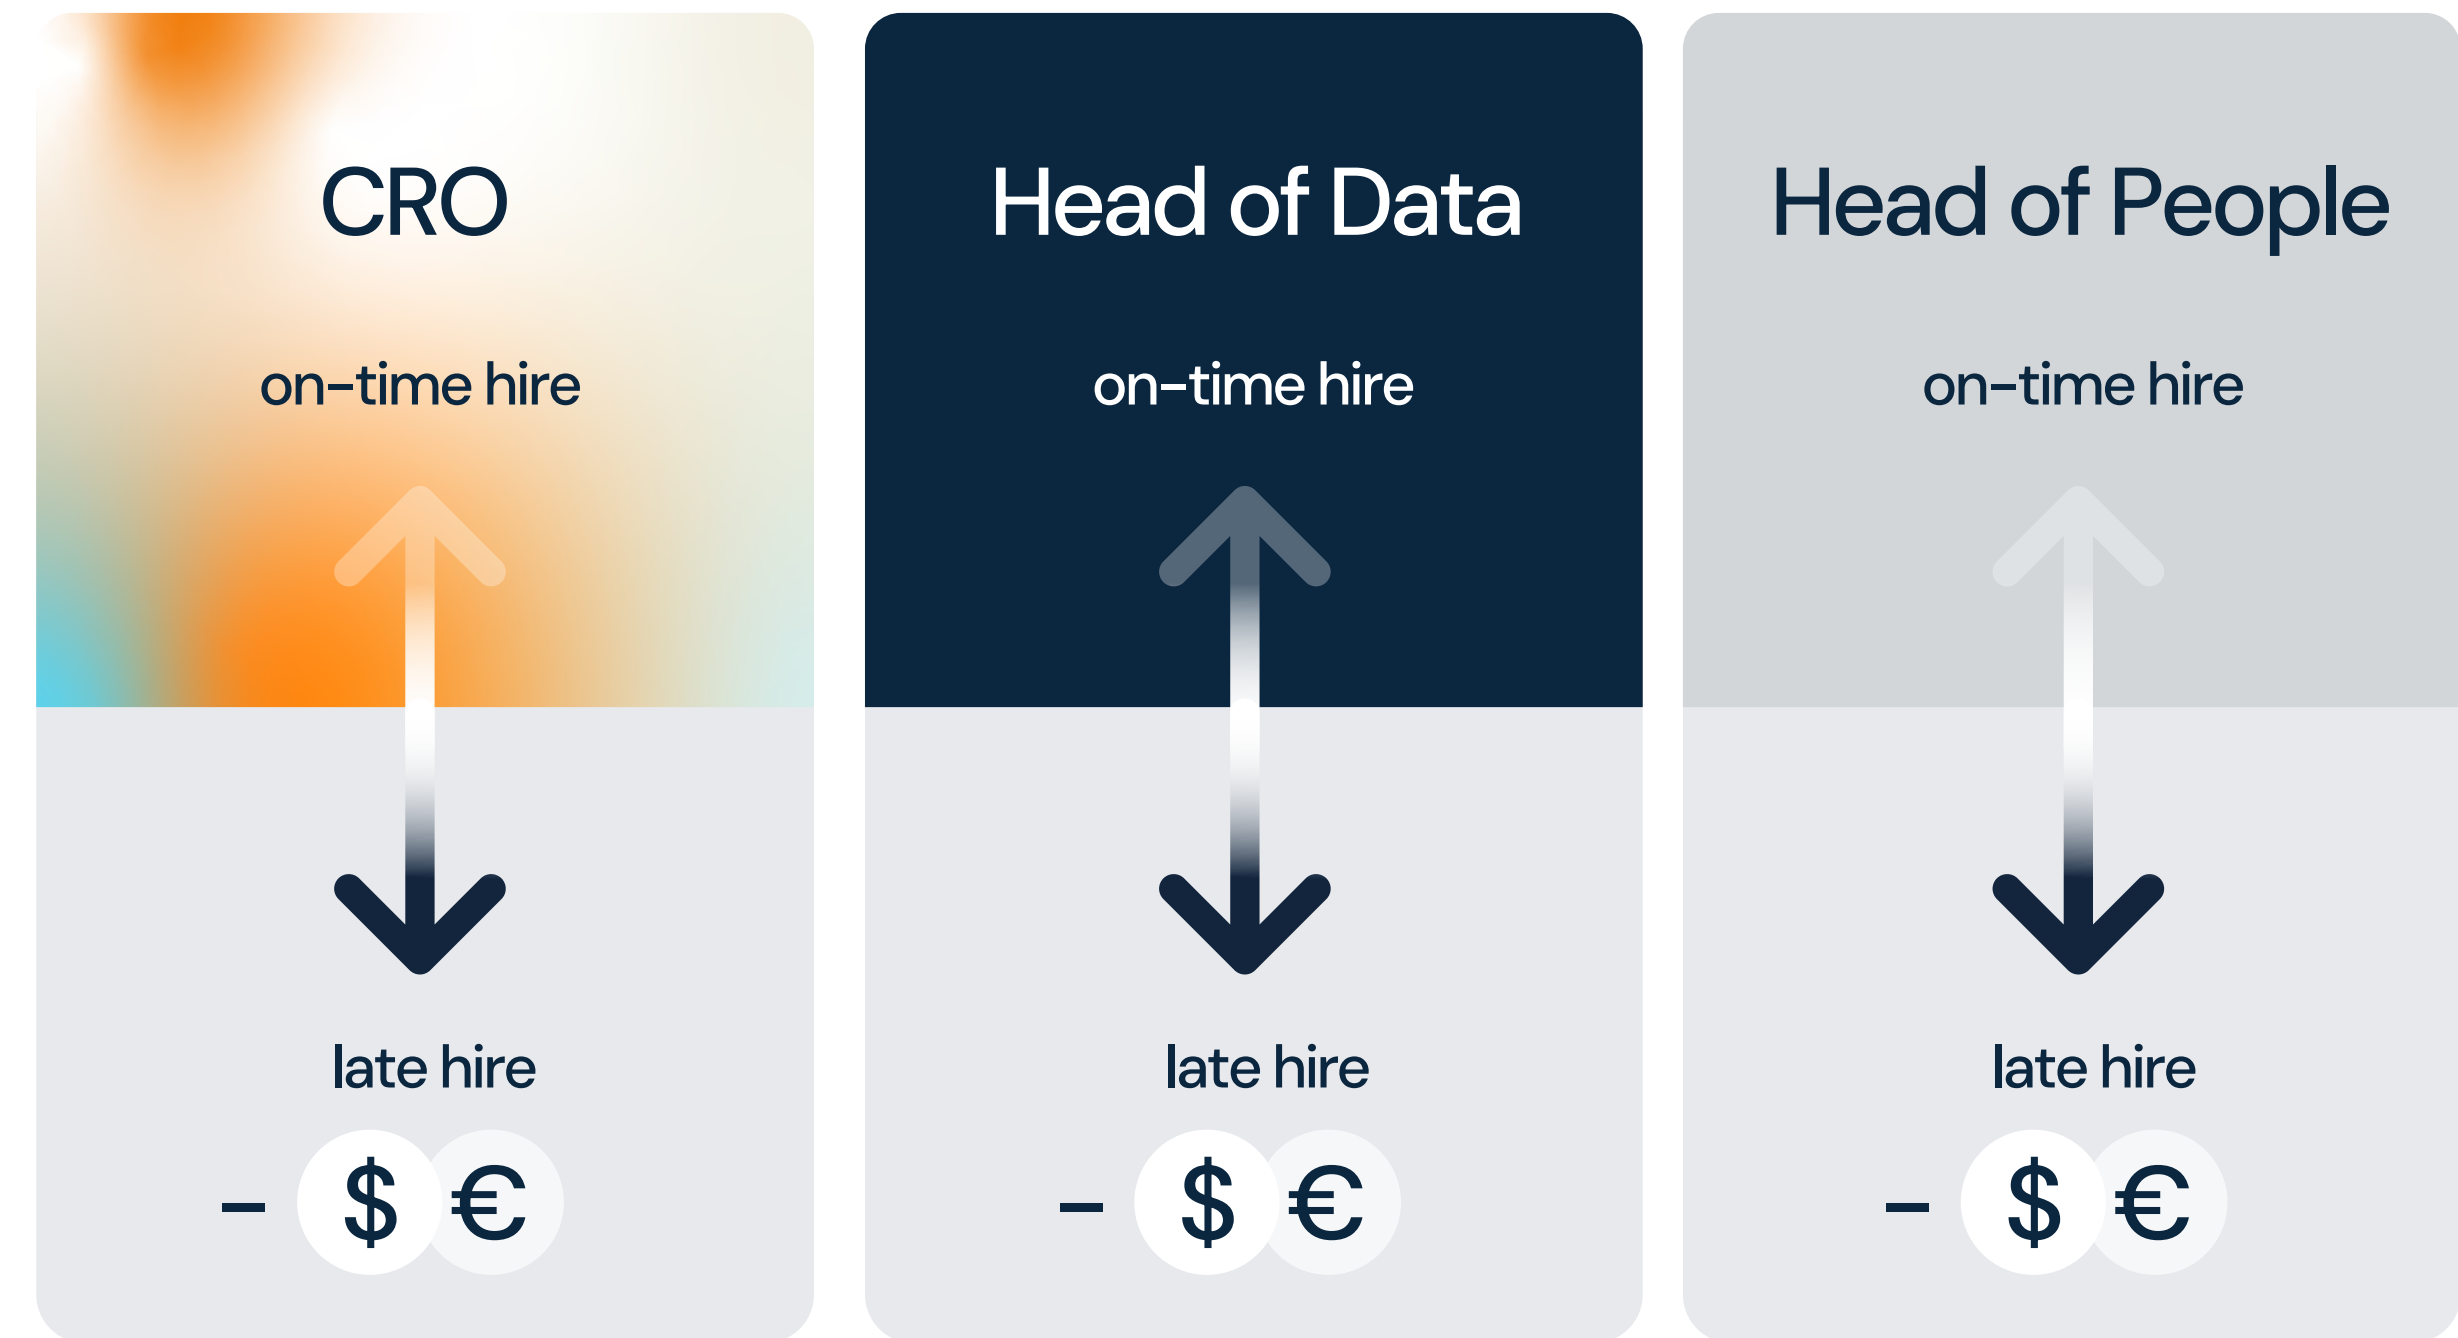 CRO
on-time hire
late hire
- $ €
Head of Data
on-time hire
late hire
- $ €
Head of People
on-time hire
late hire
- $ €